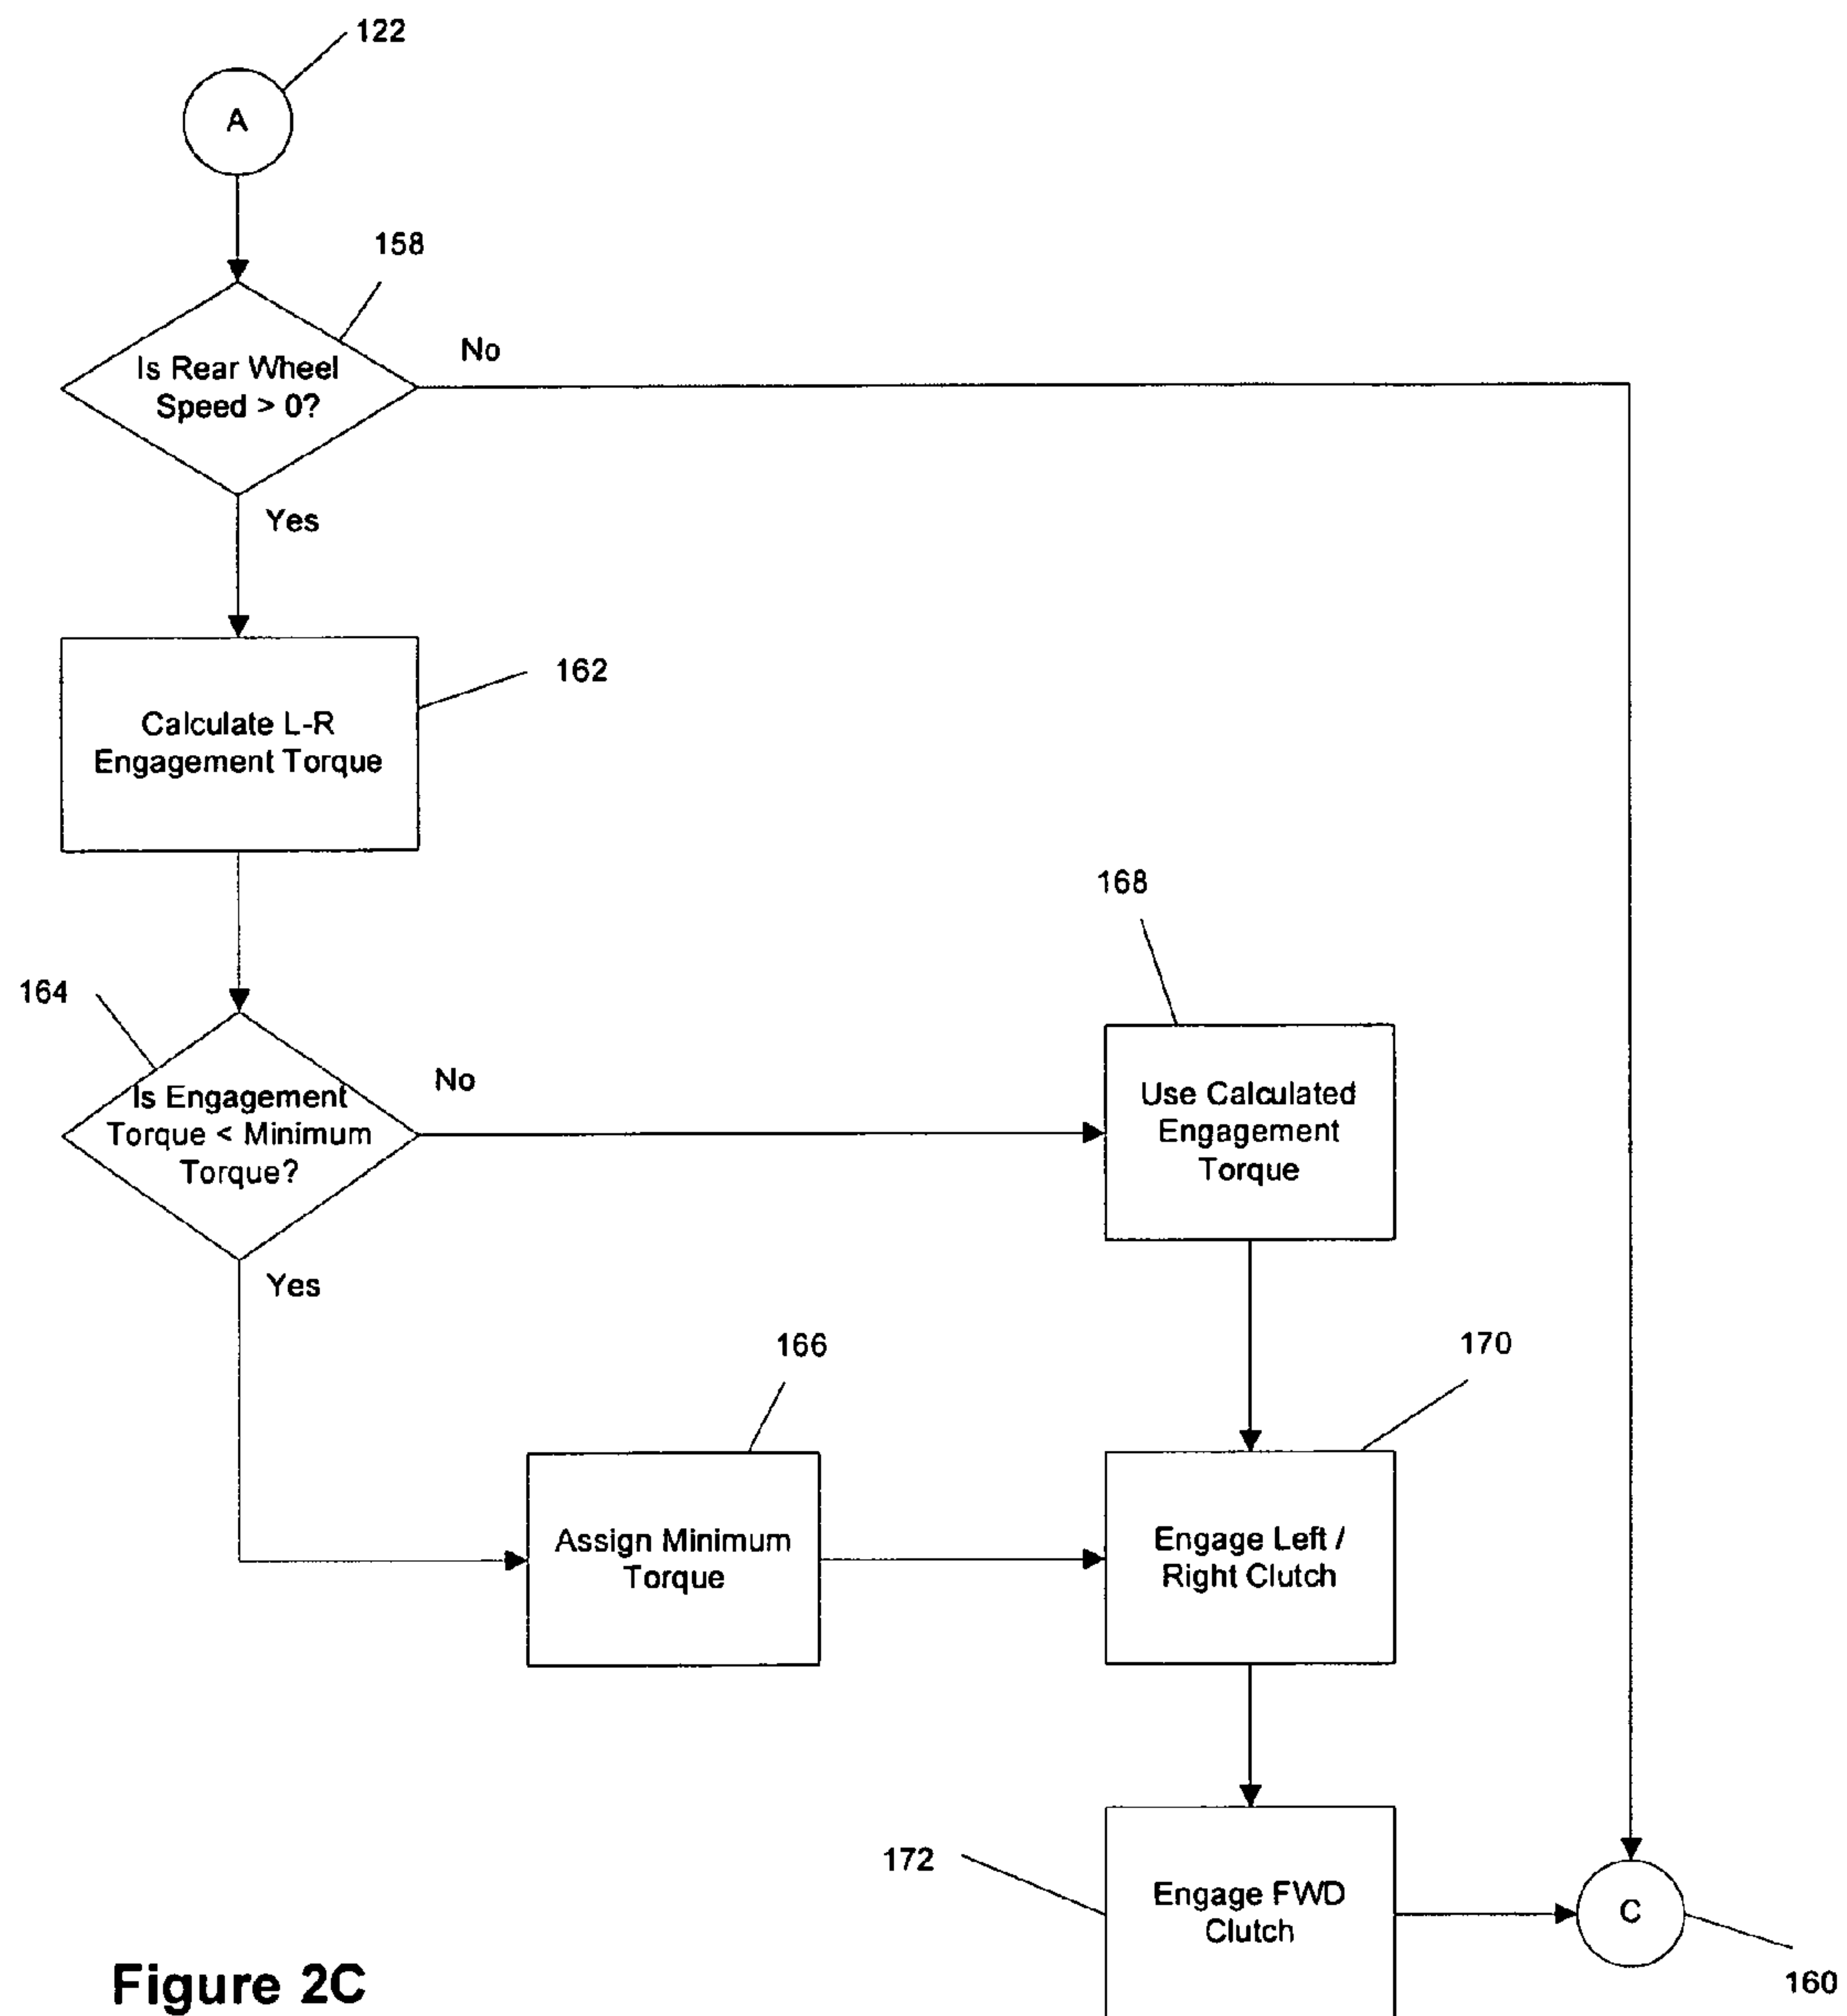 122
A
158
Is Rear Wheel
Speed > 0?
No
Yes
162
Calculate L-R
Engagement Torque
168
164
Is Engagement
Torque < Minimum
Torque?
No
Use Calculated
Engagement
Torque
Yes
166
170
Assign Minimum
Torque
Engage Left /
Right Clutch
172
Engage FWD
Clutch
C
160
Figure 2C